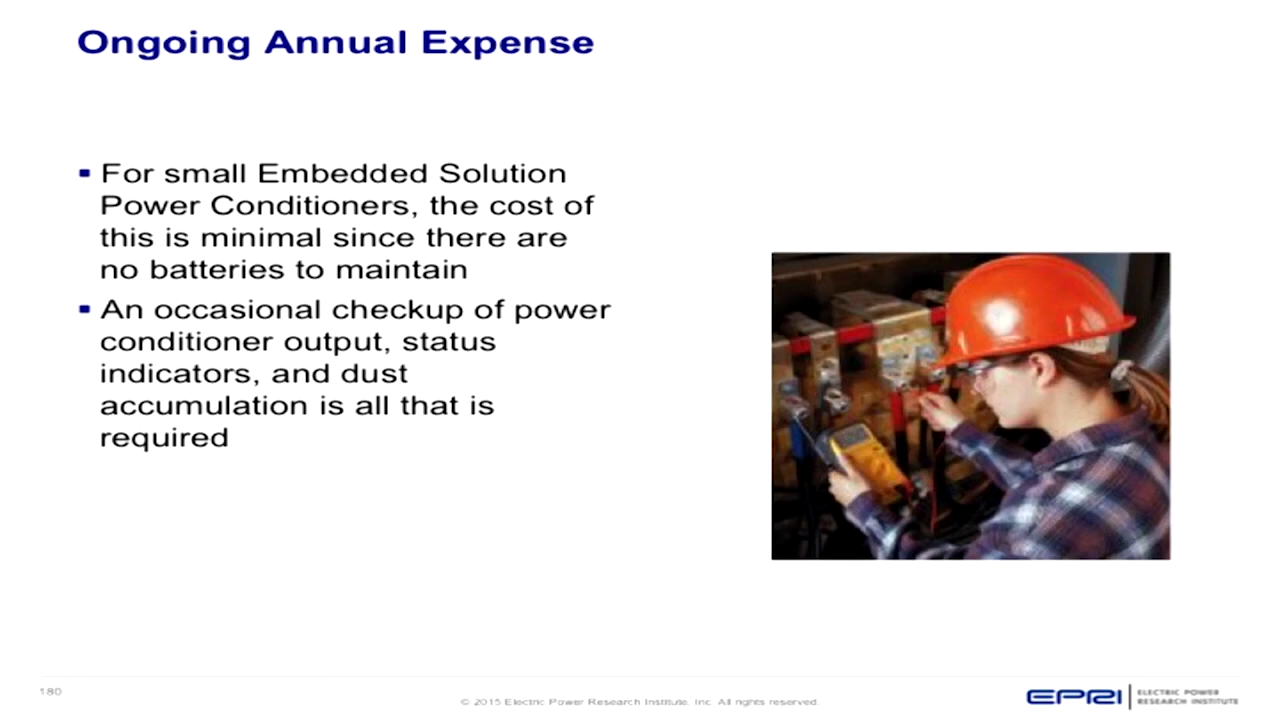 Ongoing Annual Expense
▪ For small Embedded Solution
Power Conditioners, the cost of
this is minimal since there are
no batteries to maintain
▪ An occasional checkup of power
conditioner output, status
indicators, and dust
accumulation is all that is
required
180
© 2015 Electric Power Research Institute, Inc. All rights reserved.
EPRI
ELECTRIC POWER
RESEARCH INSTITUTE